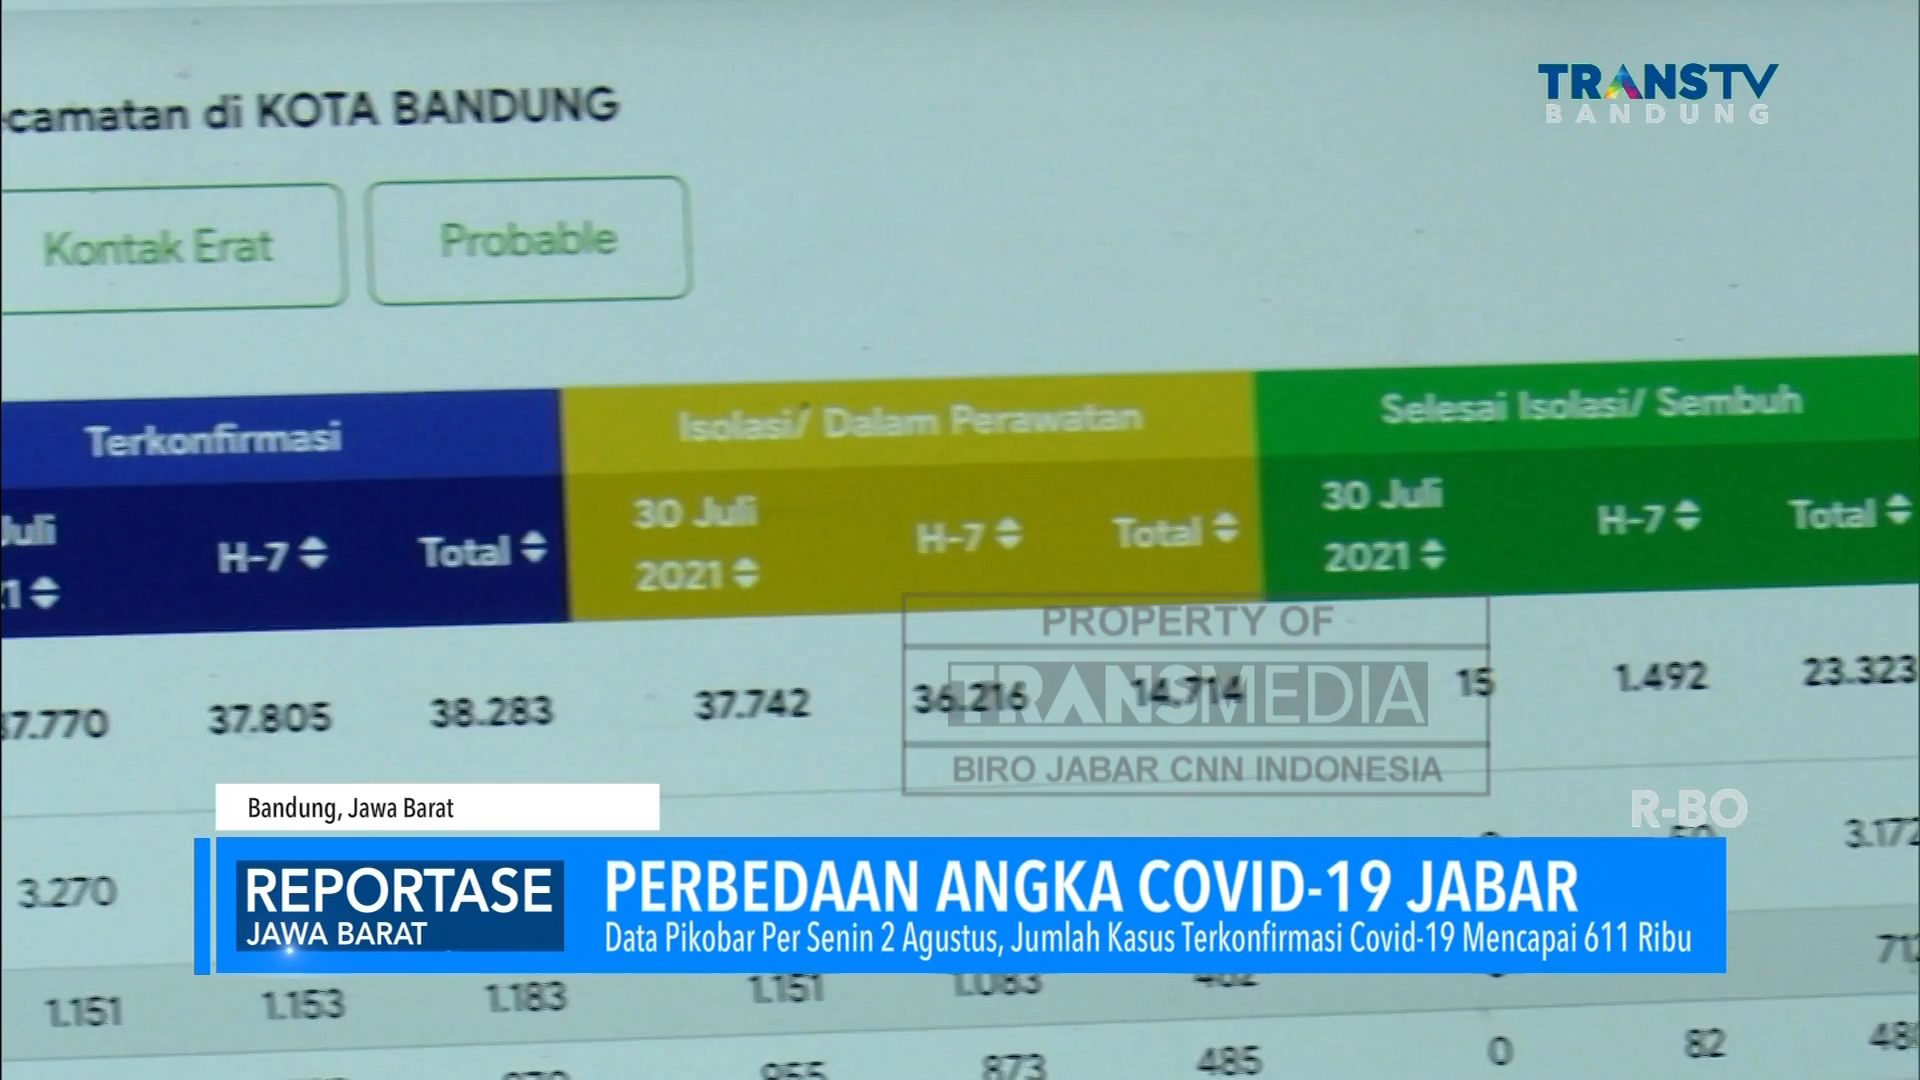 TRANSTV
BANDUNG
KOTA BANDUNG
di
Kontak Erat
Probable
Terkonfirmasi
Isolasi/ Dalam Perawatan
Selesai Isolasi/ Sembuh
H-7 Total
30 Juli
2021
H-7 Total
30 Juli
2021
H-7 Total
37.805 38.283 37.742 36.216 14.714 15 1.492 23.323
PROPERTY OF
TRANSMEDIA
BIRO JABAR CNN INDONESIA
R-BO
Bandung, Jawa Barat
3.270
REPORTASE
JAWA BARAT
PERBEDAAN ANGKA COVID-19 JABAR
Data Pikobar Per Senin 2 Agustus, Jumlah Kasus Terkonfirmasi Covid-19 Mencapai 611 Ribu
1.151 1.153 1.183 1.151 1.083
873 485 0 82